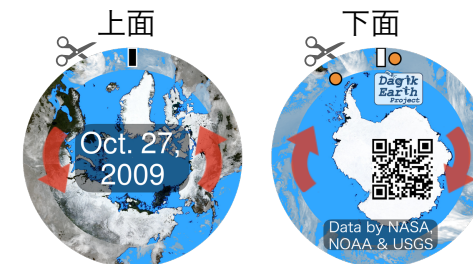 上面
下面
Oct. 27,
2009
Dagik
Earth
Project
Data by NASA,
NOAA & USGS